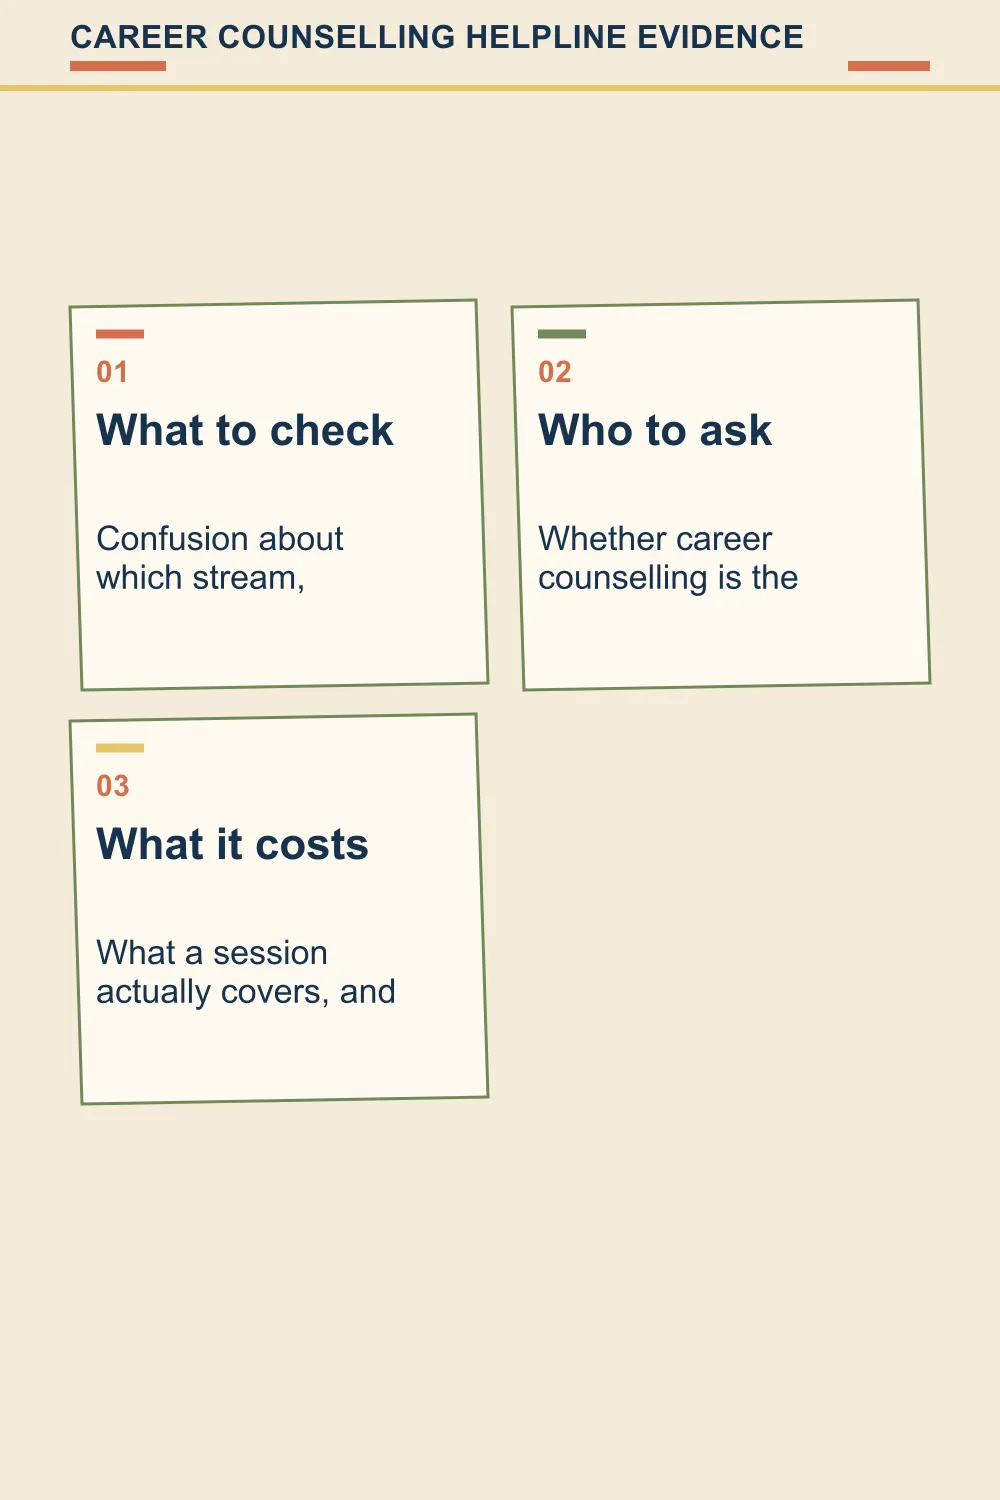 CAREER COUNSELLING HELPLINE EVIDENCE
01
What to check
Confusion about
which stream,
02
Who to ask
Whether career
counselling is the
03
What it costs
What a session
actually covers, and